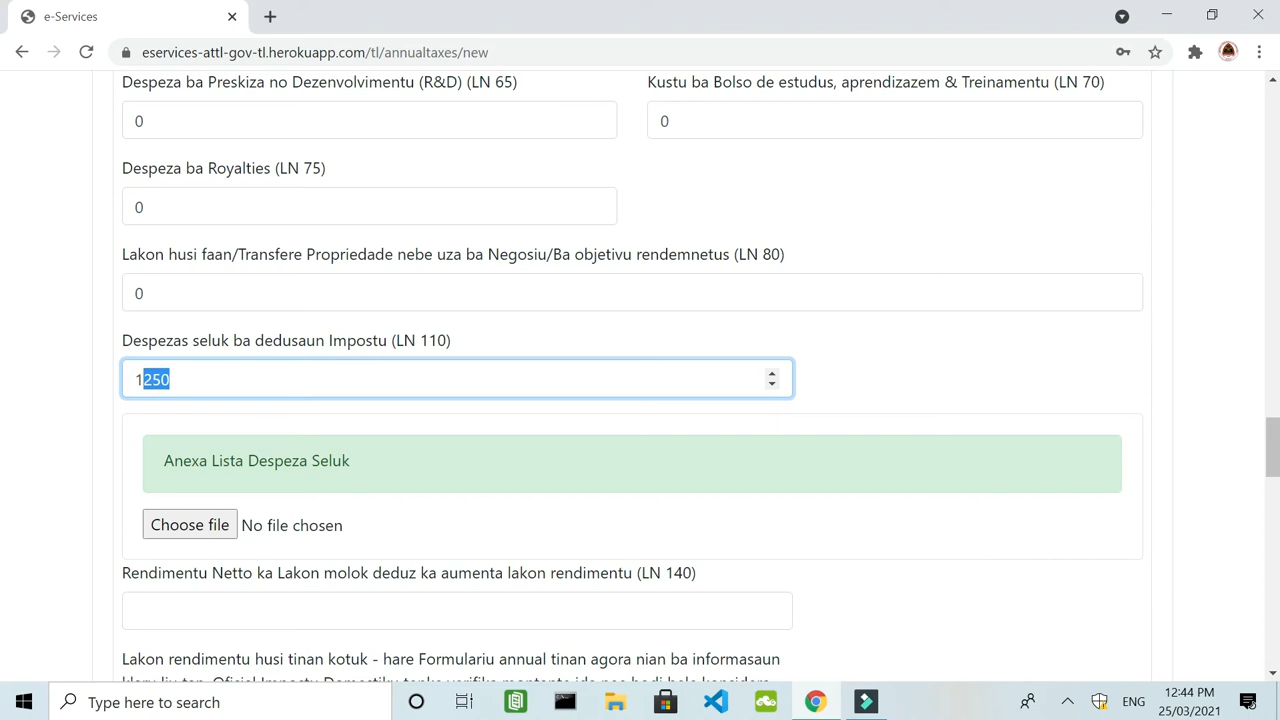 e-Services
eservices-attl-gov-tl.herokuapp.com/tl/annualtaxes/new
Despeza ba Preskiza no Dezenvolvimentu (R&D) (LN 65)
Kustu ba Bolso de estudus, aprendizazem & Treinamentu (LN 70)
0
0
Despeza ba Royalties (LN 75)
0
Lakon husi faan/Transfere Propriedade nebe uza ba Negosiu/Ba objetivu rendemnetus (LN 80)
0
Despezas seluk ba dedusaun Impostu (LN 110)
1250
Anexa Lista Despeza Seluk
Choose file No file chosen
Rendimentu Netto ka Lakon molok deduz ka aumenta lakon rendimentu (LN 140)
Lakon rendimentu husi tinan kotuk - hare Formulariu annual tinan agora nian ba informasaun
Type here to search
ENG
12:44 PM
25/03/2021